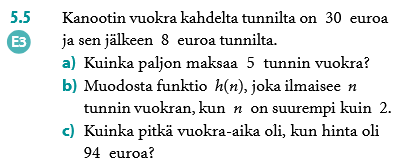 5.5 Kanootin vuokra kahdelta tunnilta on 30 euroa
E3 ja sen jälkeen 8 euroa tunnilta.
a) Kuinka paljon maksaa 5 tunnin vuokra?
b) Muodosta funktio h(n), joka ilmaisee n
tunnin vuokran, kun n on suurempi kuin 2.
c) Kuinka pitkä vuokra-aika oli, kun hinta oli
94 euroa?